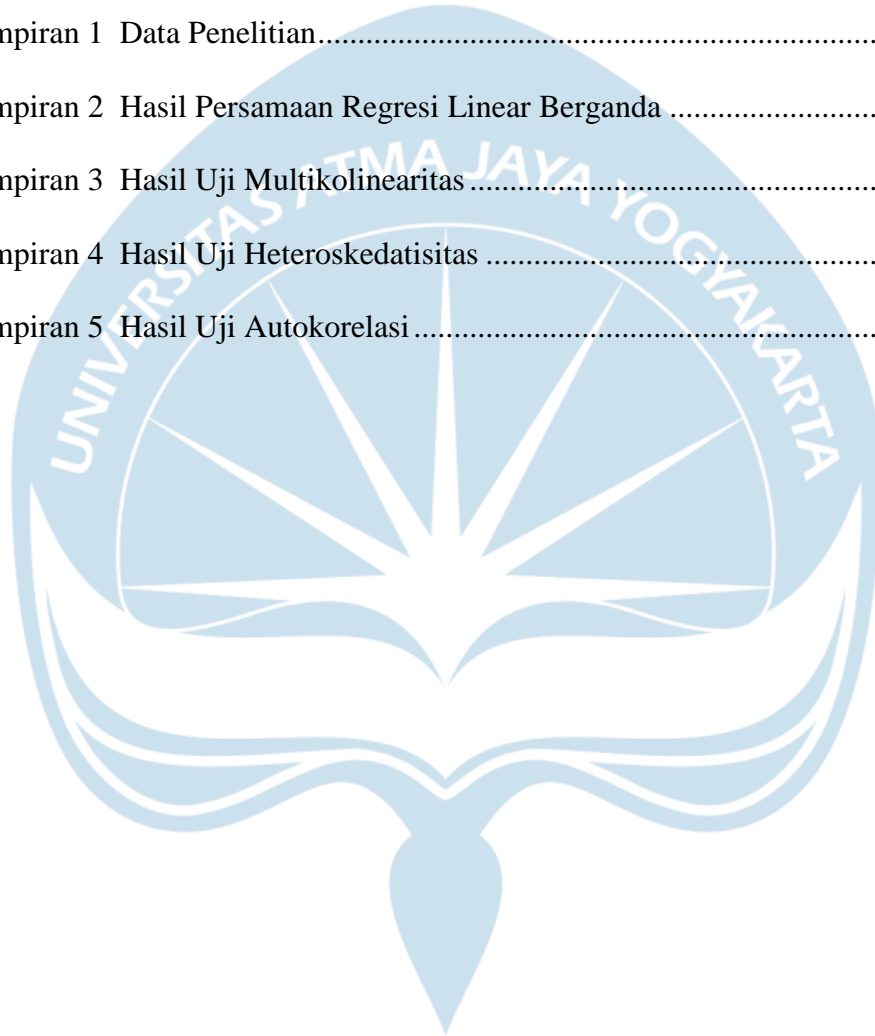 mpiran 1 Data Penelitian........................................................................
mpiran 2 Hasil Persamaan Regresi Linear Berganda ..........................
mpiran 3 Hasil Uji Multikolinearitas ....................................................
mpiran 4 Hasil Uji Heteroskedatisitas ..................................................
mpiran 5 Hasil Uji Autokorelasi ...........................................................
UNIVERSITAS ATMA JAYA YOGYAKARTA